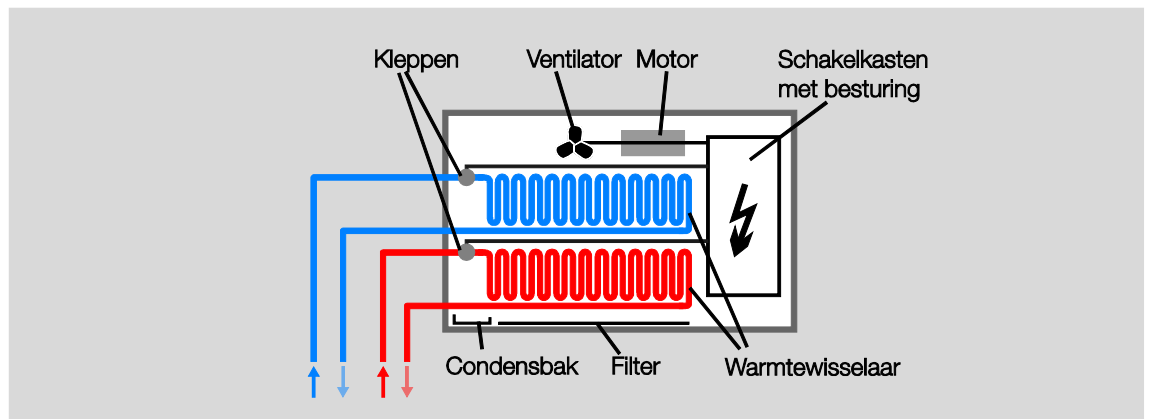 Kleppen
Ventilator
Motor
Schakelkasten
met besturing
Condensbak
Filter
Warmtewisselaar